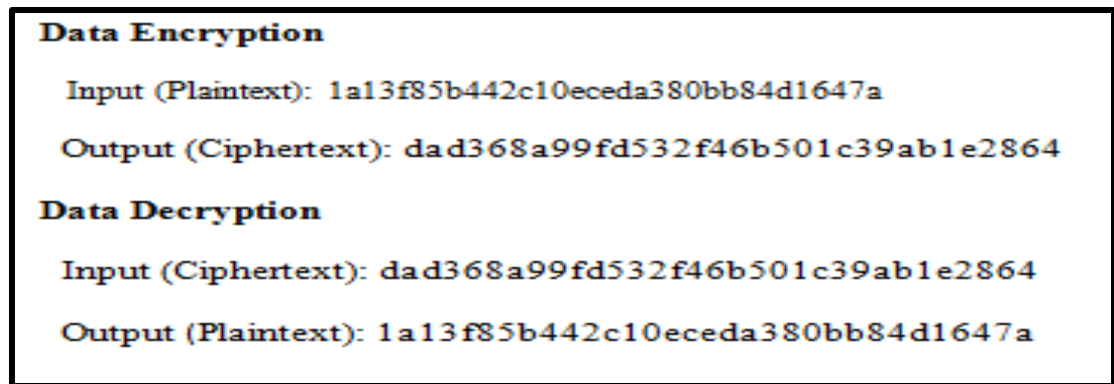 Data Encryption
Input (Plaintext): 1a13f85b442c10eceda380bb84d1647a
Output (Ciphertext): dad368a99fd532f46b501c39ab1e2864
Data Decryption
Input (Ciphertext): dad368a99fd532f46b501c39ab1e2864
Output (Plaintext): 1a13f85b442c10eceda380bb84d1647a